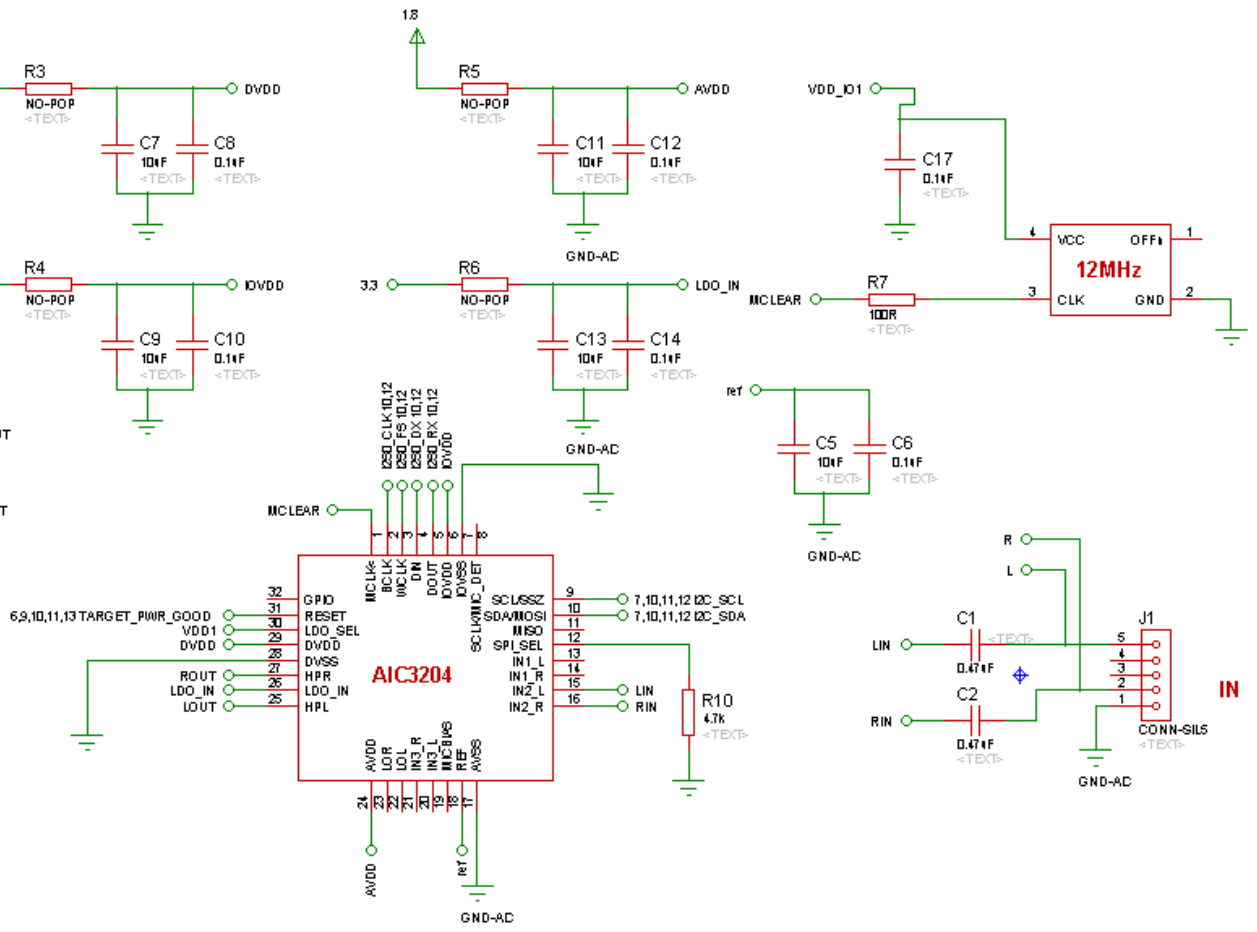 1.8
R3
NO-POP
<TEXT>
DVDD
C7
10uF
<TEXT>
C8
0.1uF
<TEXT>
R5
NO-POP
<TEXT>
AVDD
C11
10uF
<TEXT>
C12
0.1uF
<TEXT>
GND-AC
VDD_IO1
C17
0.1uF
<TEXT>
4
VCC
OFFn
1
12MHz
3
CLK
GND
2
MCLEAR
R7
100R
<TEXT>
R4
NO-POP
<TEXT>
IOVDD
C9
10uF
<TEXT>
C10
0.1uF
<TEXT>
3.3
R6
NO-POP
<TEXT>
LDO_IN
C13
10uF
<TEXT>
C14
0.1uF
<TEXT>
GND-AC
ref
C5
10uF
<TEXT>
C6
0.1uF
<TEXT>
GND-AC
UT
T
I2S0_CLK 10,12
I2S0_FS 10,12
I2S0_DX 10,12
I2S0_RX 10,12
IOVDD
MCLEAR
1
2
3
4
5
6
7
8
MCLK
BCLK
WCLK
DIN
DOUT
IOVDD
IOVSS
SCLK/MIC_DET
32
GPIO
6,9,10,11,13 TARGET_PWR_GOOD
31
RESET
VDD1
30
LDO_SEL
DVDD
29
DVDD
28
DVSS
ROUT
27
HPR
LDO_IN
26
LDO_IN
LOUT
25
HPL
AIC3204
SCL/SSZ
9
7,10,11,12 I2C_SCL
SDA/MOSI
10
7,10,11,12 I2C_SDA
MISO
11
SPI_SEL
12
IN1_L
13
IN1_R
14
IN2_L
15
LIN
IN2_R
16
RIN
R10
4.7K
<TEXT>
AVDD
LOR
LOL
IN3_R
IN3_L
MICBIAS
REF
AVSS
24
23
22
21
20
19
18
17
AVDD
ref
GND-AC
R
L
LIN
C1
<TEXT>
0.47uF
RIN
C2
0.47uF
<TEXT>
J1
5
4
3
2
1
IN
CONN-SIL5
<TEXT>
GND-AC